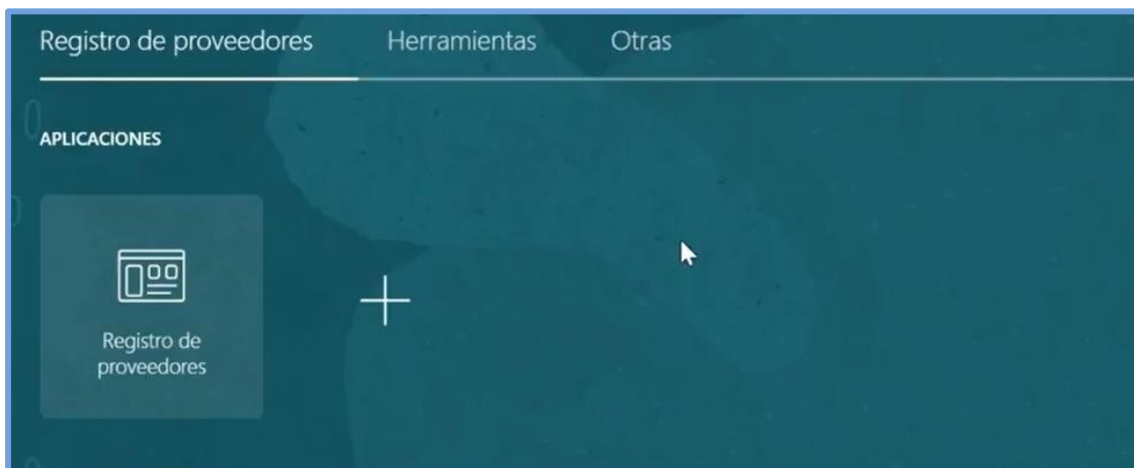 Registro de proveedores Herramientas Otras
APLICACIONES
Registro de
proveedores